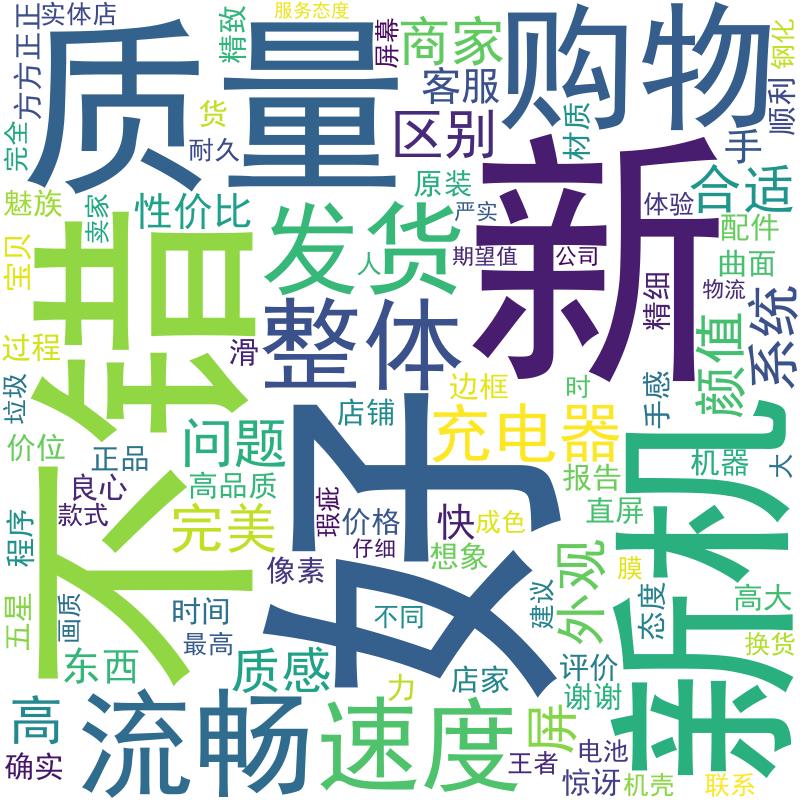 正正方方
实体店
服务态度
精致
屏幕
商家
购物
钢化
质量
客服
顺利
货
耐久
区别
材质
手
完全
魅族
卖家
性价比
原装
新
体验
合适
严实
配件
宝贝
不错
发货
人
期望值
公司
曲面
精细
物流
系统
过程
滑
整体
颜值
垃圾
边框
时
手感
店铺
充电器
新机
价位
正品
问题
好
报告
机器
大
良心
高品质
款式
瑕疵
价格
快
成色
直屏
程序
完美
仔细
想象
外观
膜
像素
五星
画质
时间
不同
建议
态度
高大
最高
换货
东西
质感
力
店家
评价
谢谢
高
流畅
速度
屏
确实
王者
电池
惊讶
机壳
联系